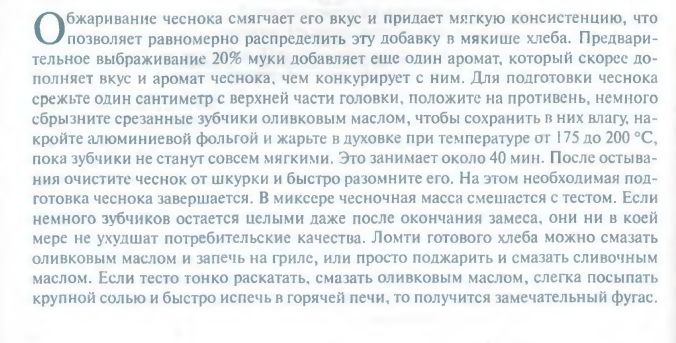 Обжаривание чеснока смягчает его вкус и придает мягкую консистенцию, что
позволяет равномерно распределить эту добавку в мякише хлеба. Предвари-
тельное выбраживание 20% муки добавляет еще один аромат, который скорее до-
полняет вкус и аромат чеснока, чем конкурирует с ним. Для подготовки чеснока
срежьте один сантиметр с верхней части головки, положите на противень, немного
сбрызните срезанные зубчики оливковым маслом, чтобы сохранить в них влагу, на-
кройте алюминиевой фольгой и жарьте в духовке при температуре от 175 до 200 °С,
пока зубчики не станут совсем мягкими. Это занимает около 40 мин. После остыва-
ния очистите чеснок от шкурки и быстро разомните его. На этом необходимая под-
готовка чеснока завершается. В миксере чесночная масса смешается с тестом. Если
немного зубчиков остается целыми даже после окончания замеса, они ни в коей
мере не ухудшат потребительские качества. Ломти готового хлеба можно смазать
оливковым маслом и запечь на гриле, или просто поджарить и смазать сливочным
маслом. Если тесто тонко раскатать, смазать оливковым маслом, слегка посыпать
крупной солью и быстро испечь в горячей печи, то получится замечательный фугас.